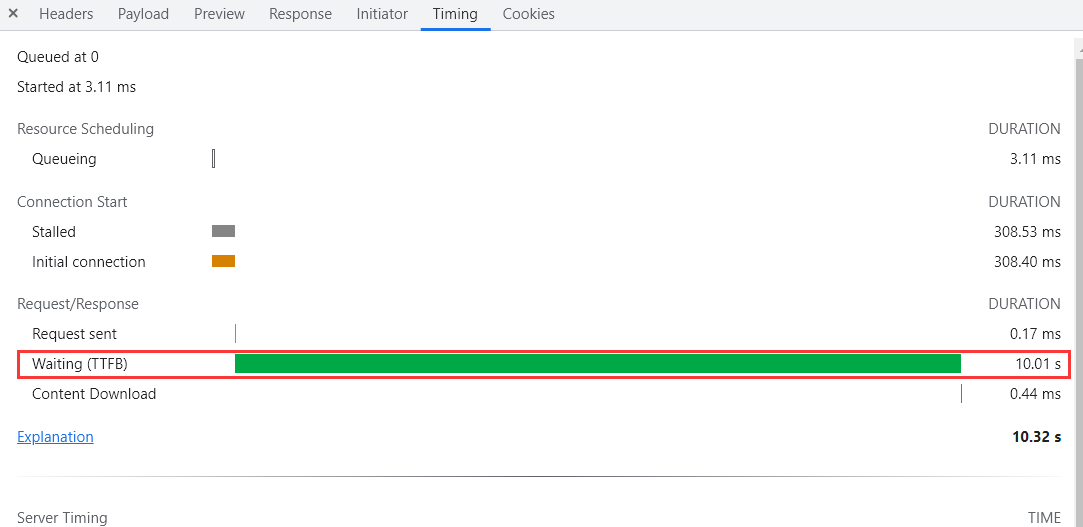 × Headers Payload Preview Response Initiator Timing Cookies
Queued at 0
Started at 3.11 ms
Resource Scheduling DURATION
Queueing 3.11 ms
Connection Start DURATION
Stalled 308.53 ms
Initial connection 308.40 ms
Request/Response DURATION
Request sent 0.17 ms
Waiting (TTFB) 10.01 s
Content Download 0.44 ms
Explanation 10.32 s
Server Timing TIME